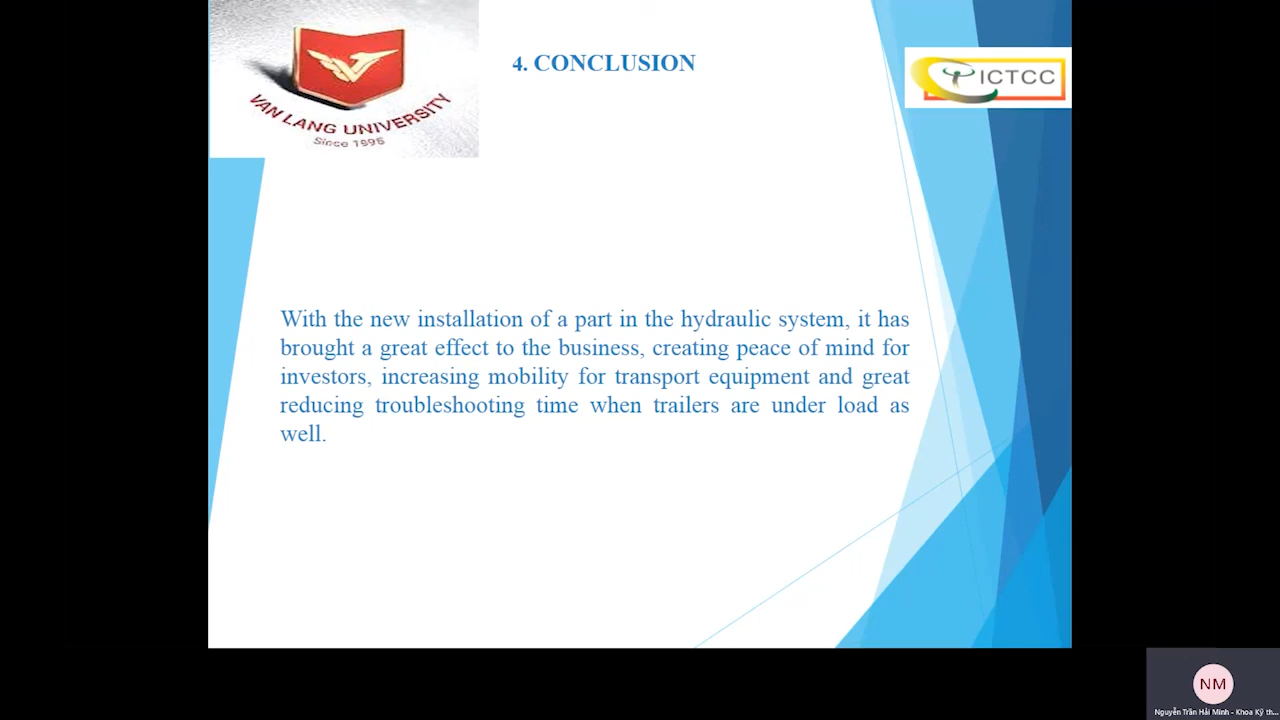 4. CONCLUSION
VAN LANG UNIVERSITY
Since 1995
ICTCC
With the new installation of a part in the hydraulic system, it has
brought a great effect to the business, creating peace of mind for
investors, increasing mobility for transport equipment and great
reducing troubleshooting time when trailers are under load as
well.
NM
Nguyễn Trần Hải Minh - Khoa Kỹ th...